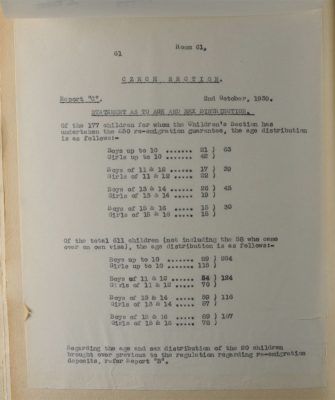 Room 61.
61
CZECH SECTION.
Report "C". 2nd October, 1939.
STATEMENT AS TO AGE AND SEX DISTRIBUTION.
Of the 177 children for whom the Children's Section has
undertaken the £50 re-emigration guarantee, the age distribution
is as follows:-
Boys up to 10 ...... 21 ) 63
Girls up to 10 ...... 42 )
Boys of 11 & 12 ...... 17 ) 39
Girls of 11 & 12 ...... 22 )
Boys of 13 & 14 ...... 26 ) 45
Girls of 13 & 14 ...... 19 )
Boys of 15 & 16 ...... 15 ) 30
Girls of 15 & 16 ...... 15 )
Of the total 611 children (not including the 58 who came
over on own visa), the age distribution is as follows:-
Boys up to 10 ...... 89 ) 204
Girls up to 10 ...... 115 )
Boys of 11 & 12 ...... 54 ) 124
Girls of 11 & 12 ...... 70 )
Boys of 13 & 14 ...... 59 ) 116
Girls of 13 & 14 ...... 57 )
Boys of 15 & 16 ...... 89 ) 167
Girls of 15 & 16 ...... 78 )
Regarding the age and sex distribution of the 20 children
brought over previous to the regulation regarding re-emigration
deposits, refer Report "B".